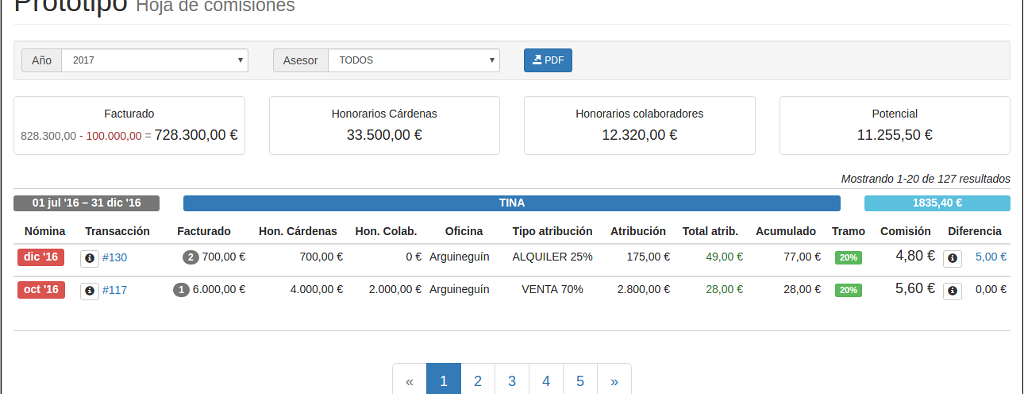 Prototipo Hoja de comisiones
Año 2017 Asesor TODOS PDF
Facturado Honorarios Cárdenas Honorarios colaboradores Potencial
828.300,00 - 100.000,00 = 728.300,00 € 33.500,00 € 12.320,00 € 11.255,50 €
Mostrando 1-20 de 127 resultados
01 jul '16 – 31 dic '16 TINA 1835,40 €
Nómina Transacción Facturado Hon. Cárdenas Hon. Colab. Oficina Tipo atribución Atribución Total atrib. Acumulado Tramo Comisión Diferencia
dic '16 #130 2 700,00 € 700,00 € 0 € Arguineguín ALQUILER 25% 175,00 € 49,00 € 77,00 € 20% 4,80 € 5,00 €
oct '16 #117 1 6.000,00 € 4.000,00 € 2.000,00 € Arguineguín VENTA 70% 2.800,00 € 28,00 € 28,00 € 20% 5,60 € 0,00 €
« 1 2 3 4 5 »